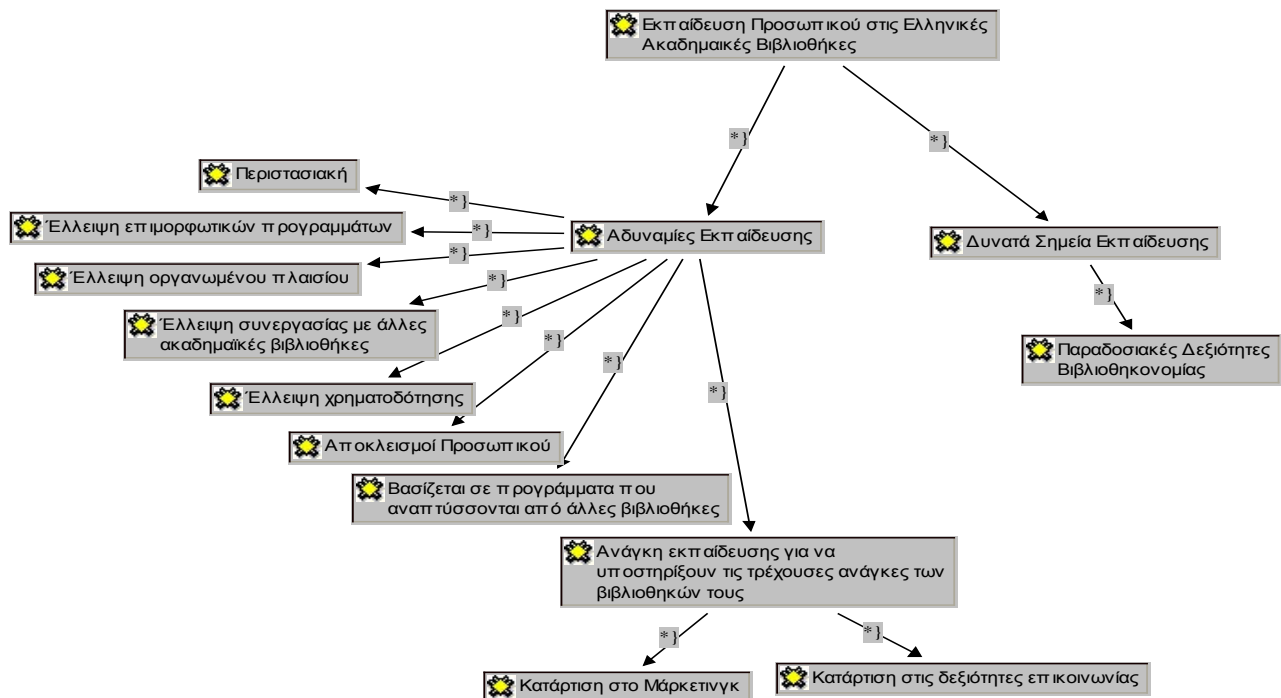 Εκπαίδευση Προσωπικού στις Ελληνικές
Ακαδημαικές Βιβλιοθήκες
*}
*}
Περιστασιακή
*}
Έλλειψη επιμορφωτικών προγραμμάτων
*}
Αδυναμίες Εκπαίδευσης
Δυνατά Σημεία Εκπαίδευσης
*}
Έλλειψη οργανωμένου πλαισίου
*}
*}
Έλλειψη συνεργασίας με άλλες
ακαδημαϊκές βιβλιοθήκες
*}
*}
Παραδοσιακές Δεξιότητες
Βιβλιοθηκονομίας
*}
*}
Έλλειψη χρηματοδότησης
Αποκλεισμοί Προσωπικού
Βασίζεται σε προγράμματα που
αναπτύσσονται από άλλες βιβλιοθήκες
Ανάγκη εκπαίδευσης για να
υποστηρίξουν τις τρέχουσες ανάγκες των
βιβλιοθηκών τους
*}
*}
Κατάρτιση στο Μάρκετινγκ
Κατάρτιση στις δεξιότητες επικοινωνίας